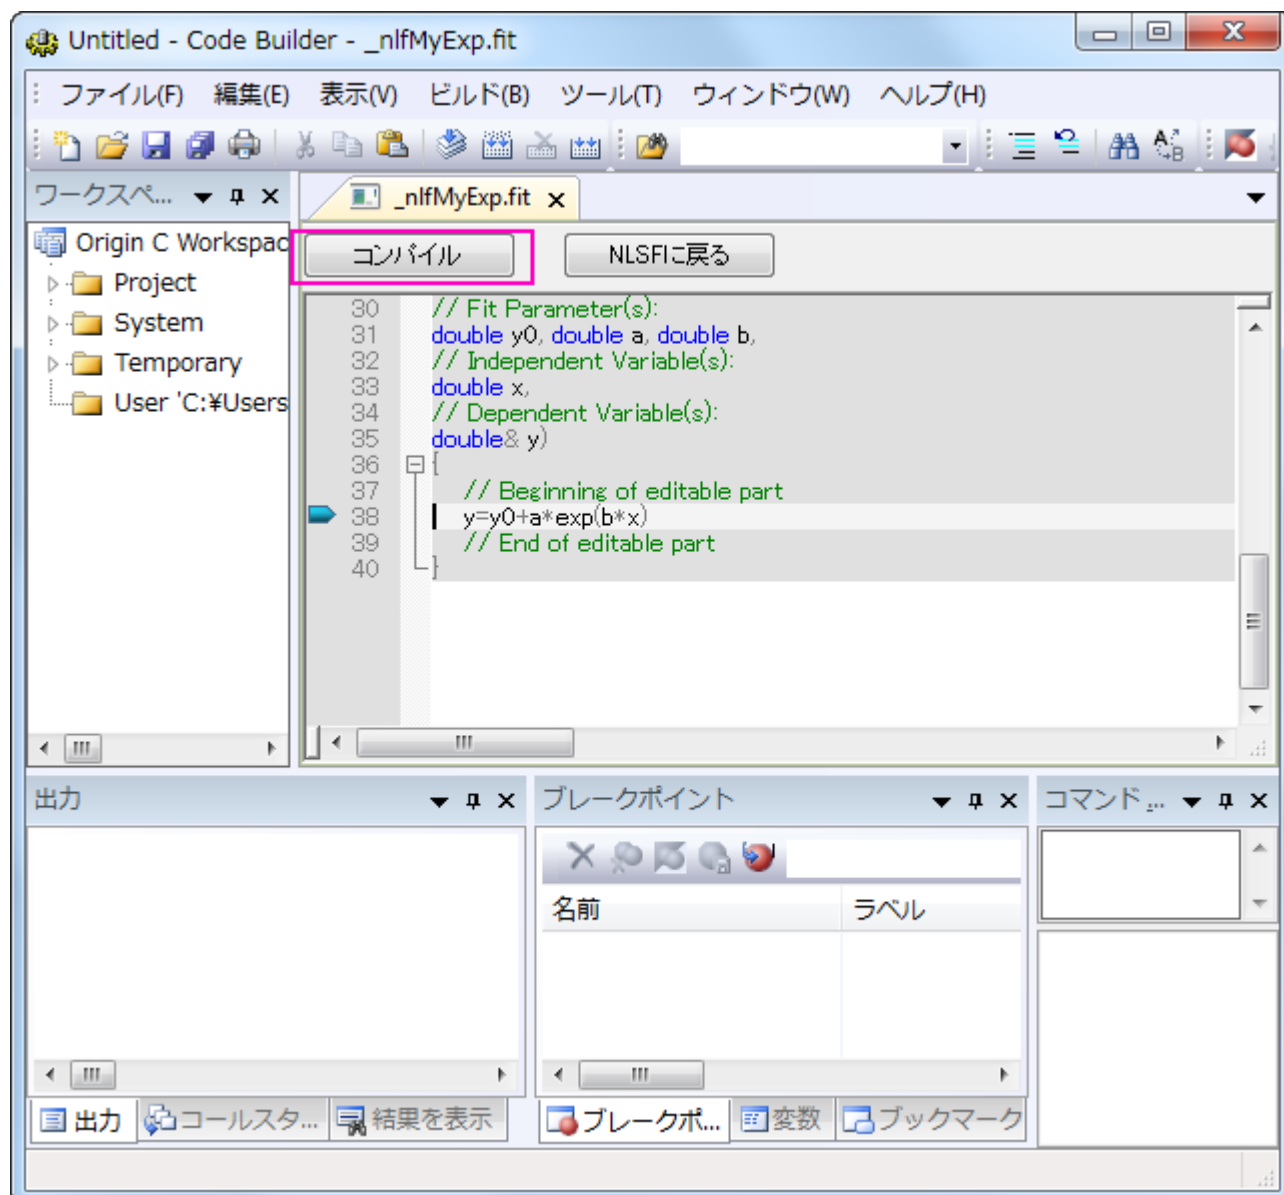 Untitled - Code Builder - _nlfMyExp.fit
ファイル(F) 編集(E) 表示(V) ビルド(B) ツール(T) ウィンドウ(W) ヘルプ(H)
ワークスペ...
_nlfMyExp.fit
Origin C Workspac
コンパイル
NLSFに戻る
Project
System
Temporary
User 'C:¥Users
30 // Fit Parameter(s):
31 double y0, double a, double b,
32 // Independent Variable(s):
33 double x,
34 // Dependent Variable(s):
35 double& y)
36 {
37 // Beginning of editable part
38 y=y0+a*exp(b*x)
39 // End of editable part
40 }
出力
ブレークポイント
コマンド ...
名前 ラベル
出力 コールスタ... 結果を表示
ブレークポ... 変数 ブックマーク